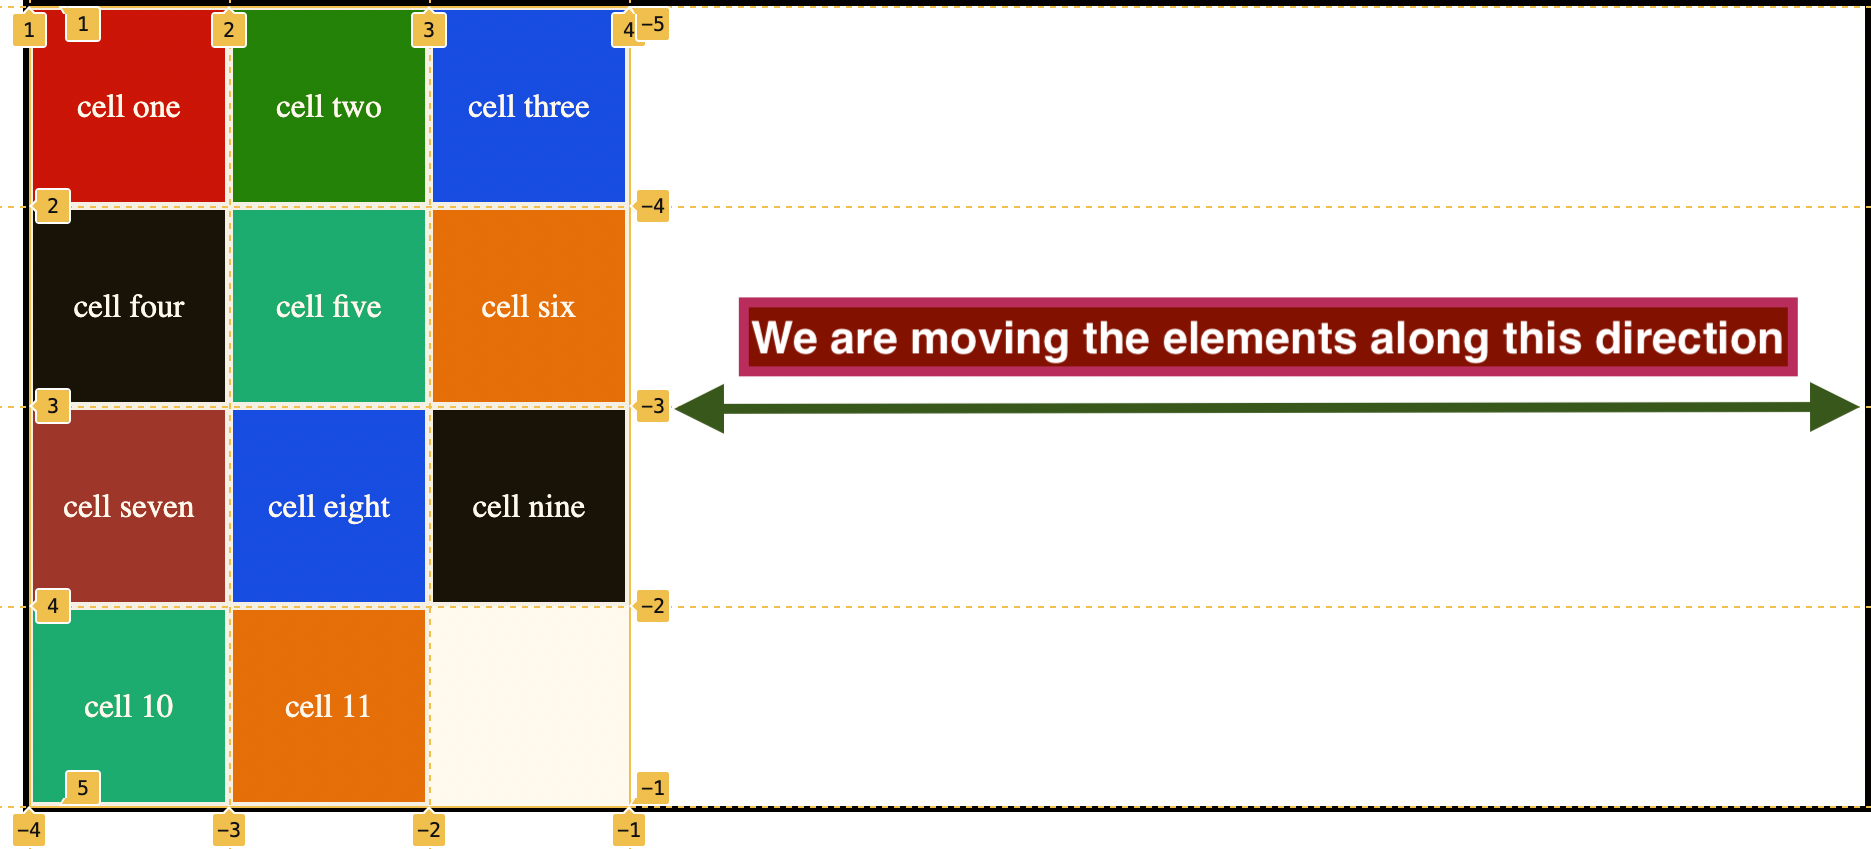 1 1 2 3 4 −5
cell one cell two cell three
2 −4
cell four cell five cell six
We are moving the elements along this direction
3 −3
cell seven cell eight cell nine
4 −2
cell 10 cell 11
5 −1
−4 −3 −2 −1